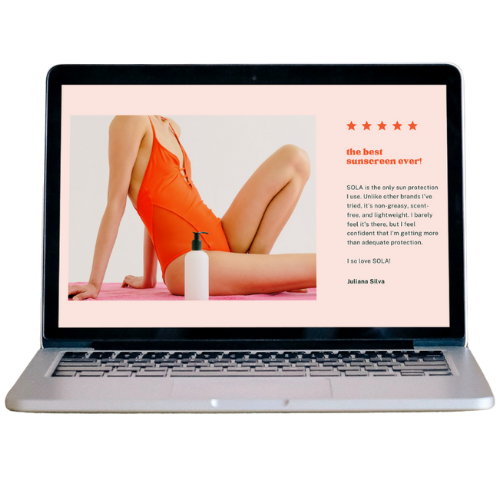 the best
sunscreen ever!
SOLA is the only sun protection
I use. Unlike other brands I've
tried, it's non-greasy, scent-
free, and lightweight. I barely
feel it's there, but I feel
confident that I'm getting more
than adequate protection.
I so love SOLA!
Juliana Silva